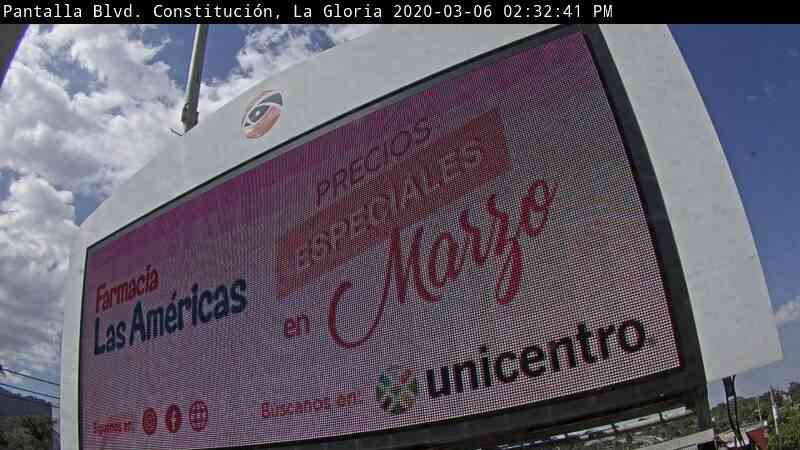 Pantalla Blvd. Constitución, La Gloria 2020-03-06 02:32:41 PM
PRECIOS
ESPECIALES
en Marzo
Farmacia
Las Américas
Síguenos en:
Búscanos en: unicentro